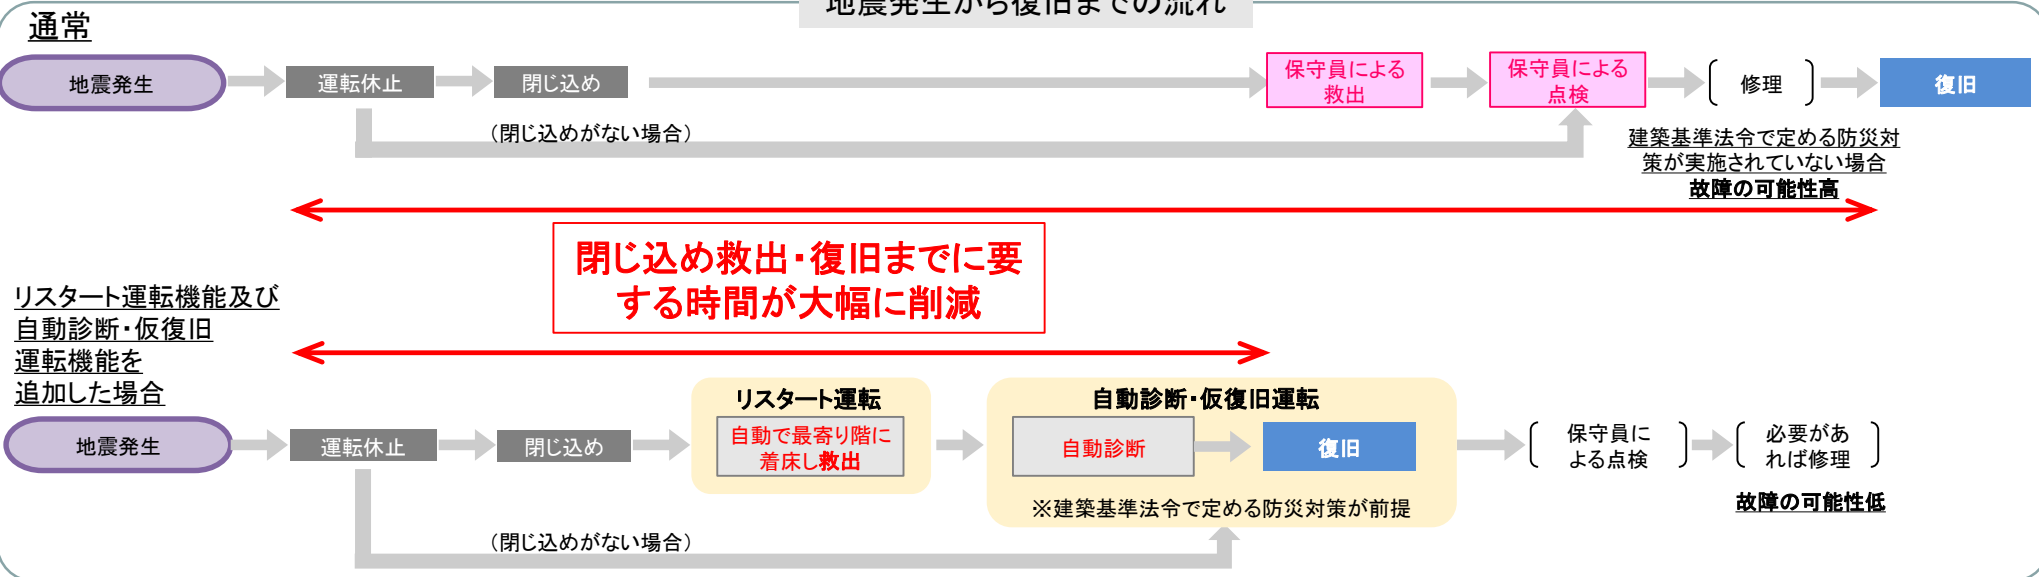 地震発生から復旧までの流れ
通常
地震発生
運転休止
閉じ込め
保守員による
救出
保守員による
点検
修理
復旧
（閉じ込めがない場合）
建築基準法令で定める防災対
策が実施されていない場合
故障の可能性高
閉じ込め救出・復旧までに要
する時間が大幅に削減
リスタート運転機能及び
自動診断・仮復旧
運転機能を
追加した場合
地震発生
運転休止
閉じ込め
リスタート運転
自動で最寄り階に
着床し救出
自動診断・仮復旧運転
自動診断
復旧
※建築基準法令で定める防災対策が前提
保守員に
よる点検
必要があ
れば修理
故障の可能性低
（閉じ込めがない場合）